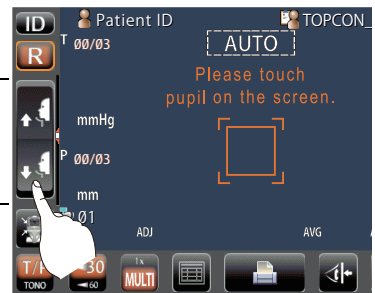 ID
Patient ID
TOPCON_
R
T 00/03
AUTO
Please touch
pupil on the screen.
mmHg
P 00/03
mm
01
ADJ
AVG
T/P
TONO
30
◄60
1x
MULTI